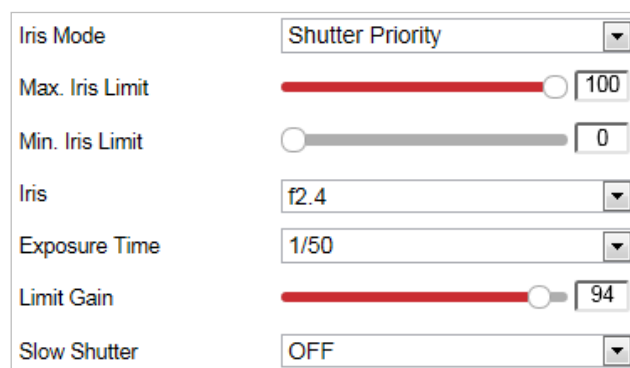 Iris Mode Shutter Priority
Max. Iris Limit 100
Min. Iris Limit 0
Iris f2.4
Exposure Time 1/50
Limit Gain 94
Slow Shutter OFF